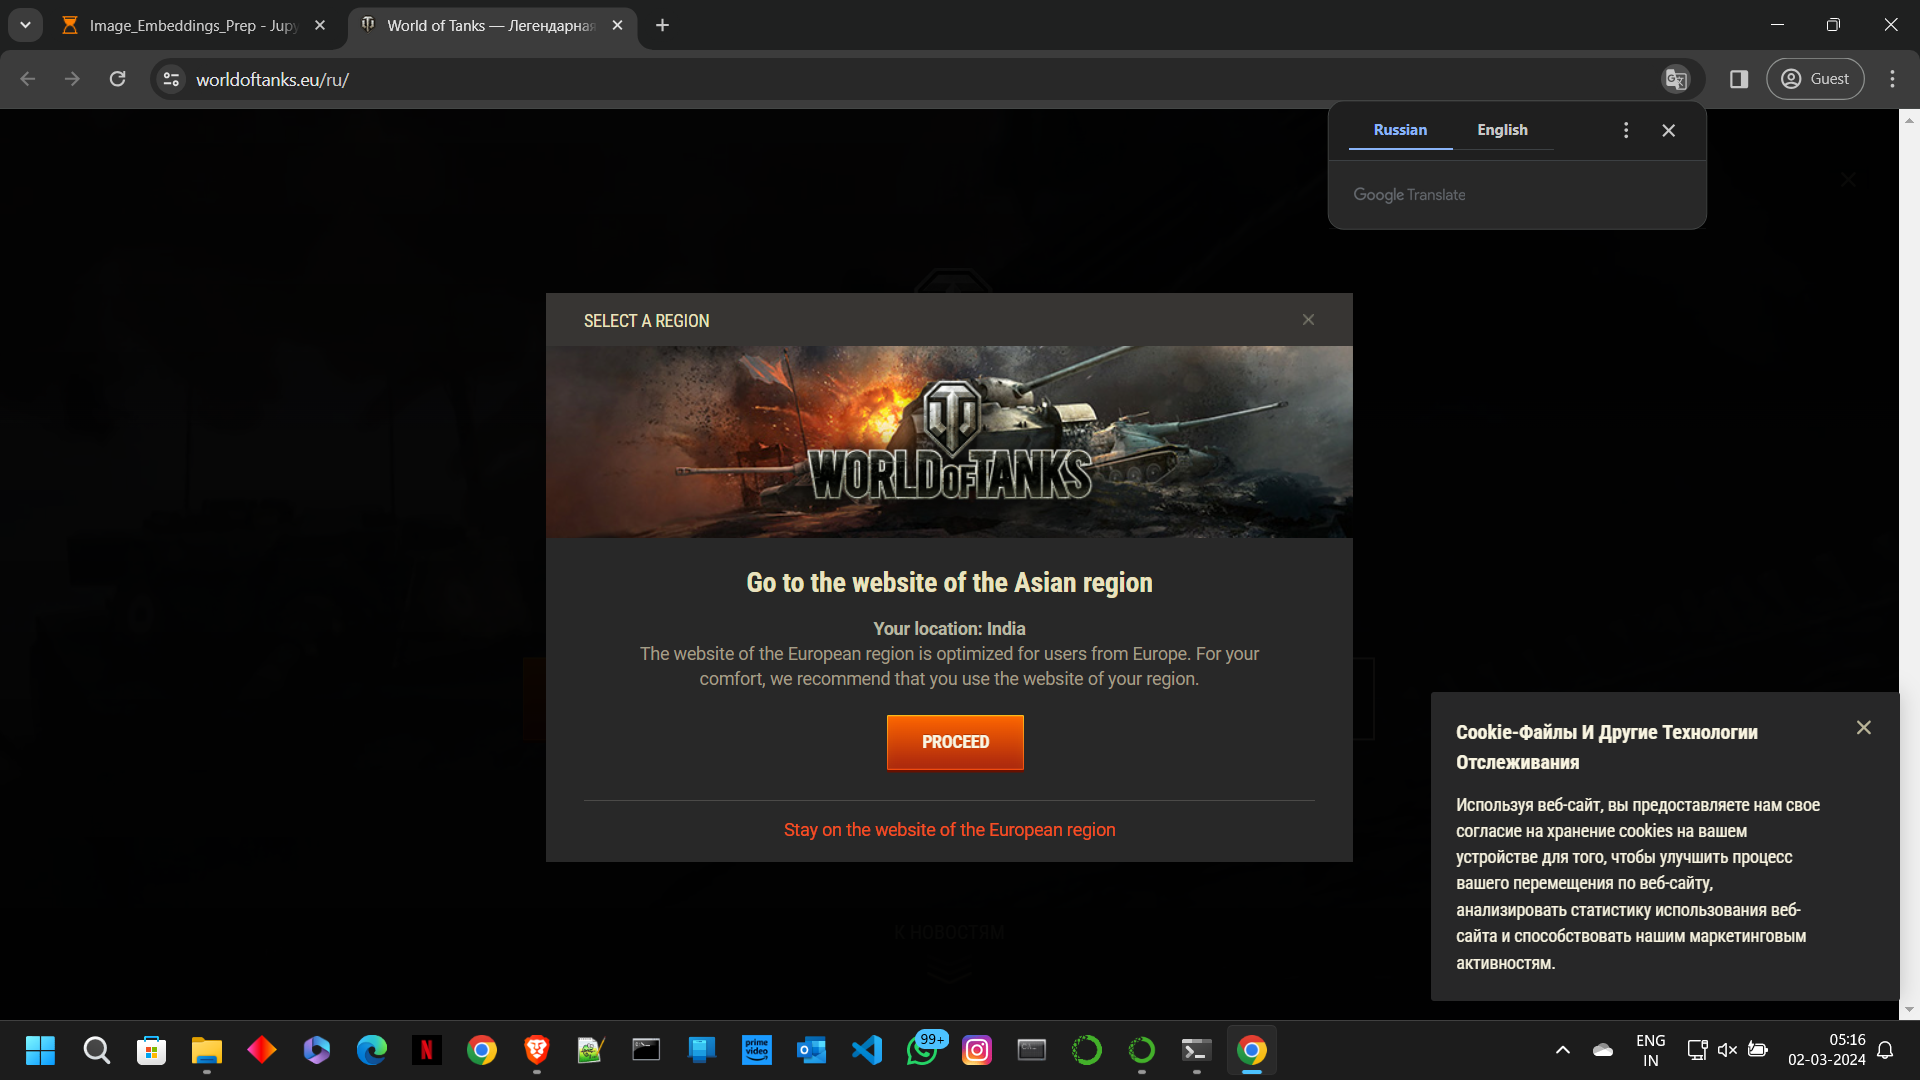 Image_Embeddings_Prep - Jupy
World of Tanks — Легендарная
worldoftanks.eu/ru/
Guest
Russian
English
Google Translate
SELECT A REGION
WORLD OF TANKS
Go to the website of the Asian region
Your location: India
The website of the European region is optimized for users from Europe. For your
comfort, we recommend that you use the website of your region.
PROCEED
Stay on the website of the European region
Cookie-Файлы И Другие Технологии
Отслеживания
Используя веб-сайт, вы предоставляете нам свое
согласие на хранение cookies на вашем
устройстве для того, чтобы улучшить процесс
вашего перемещения по веб-сайту,
анализировать статистику использования веб-
сайта и способствовать нашим маркетинговым
активностям.
К НОВОСТЯМ
prime
video
99+
ENG
IN
05:16
02-03-2024